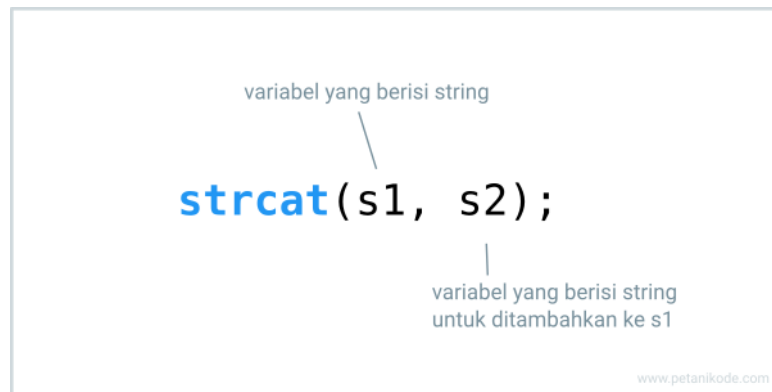 variabel yang berisi string
strcat(s1, s2);
variabel yang berisi string
untuk ditambahkan ke s1
www.petanikode.com